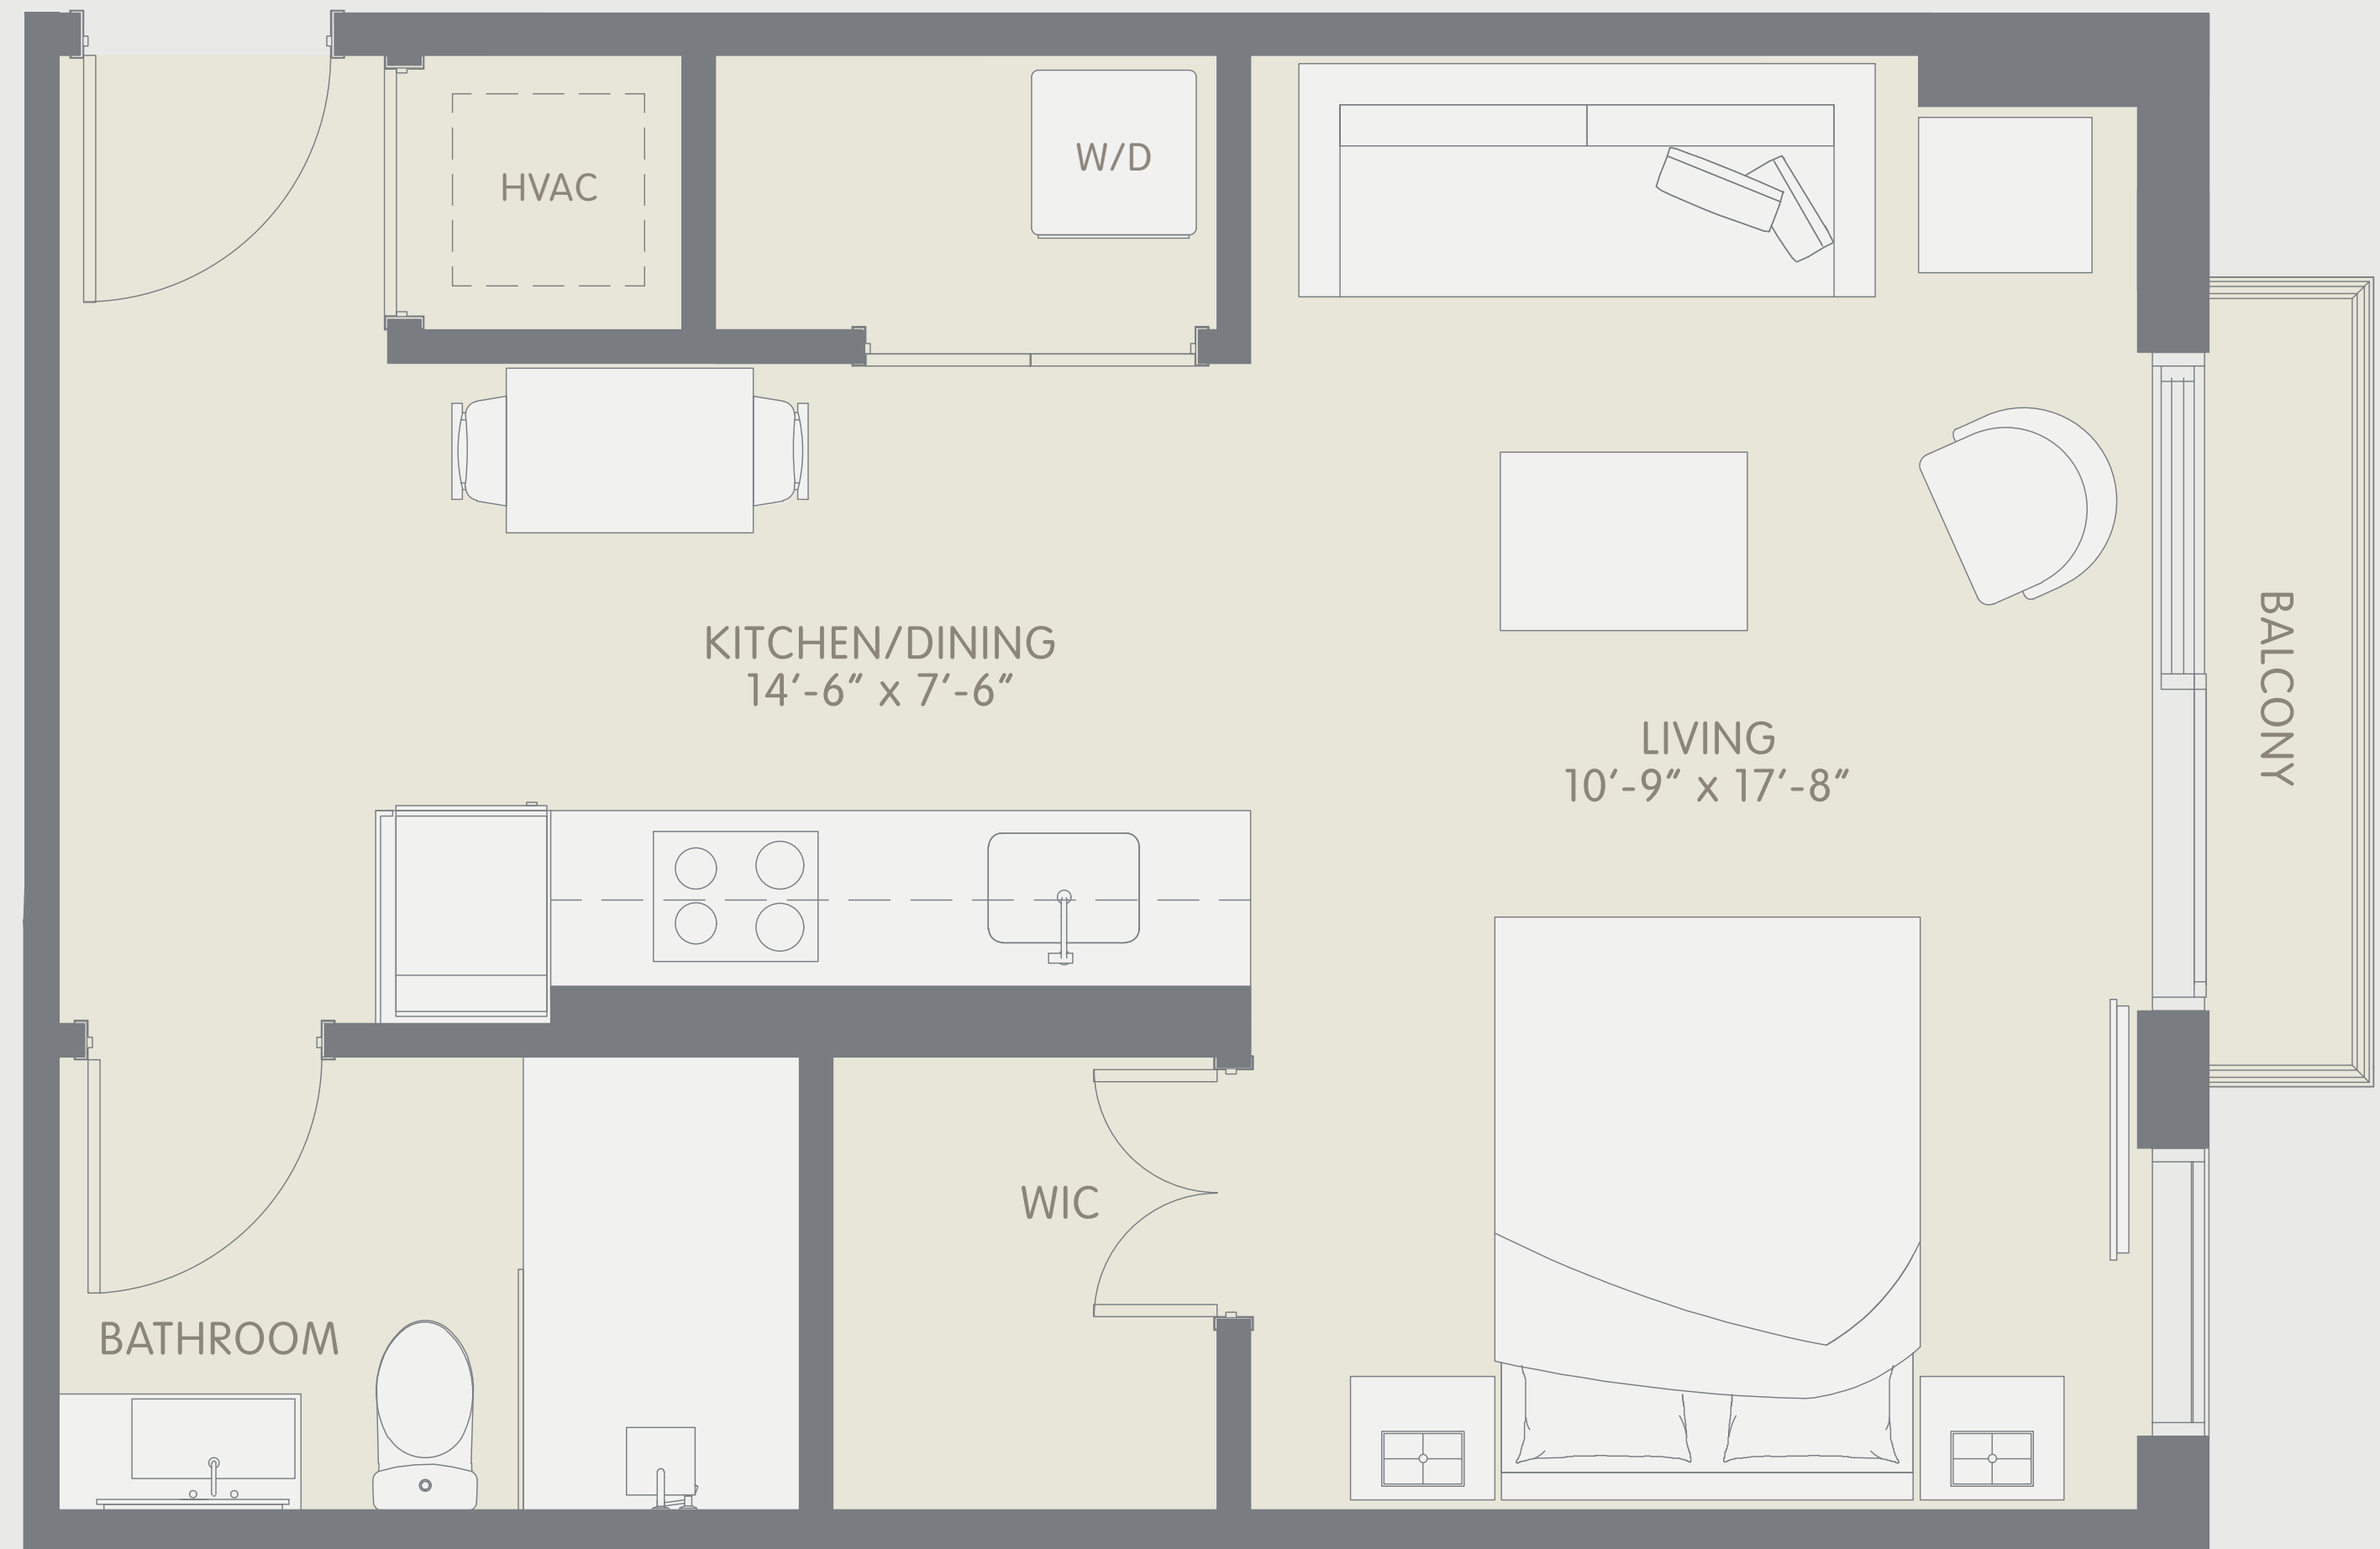 HVAC
W/D
KITCHEN/DINING
14′-6″ x 7′-6″
LIVING
10′-9″ x 17′-8″
BALCONY
WIC
BATHROOM